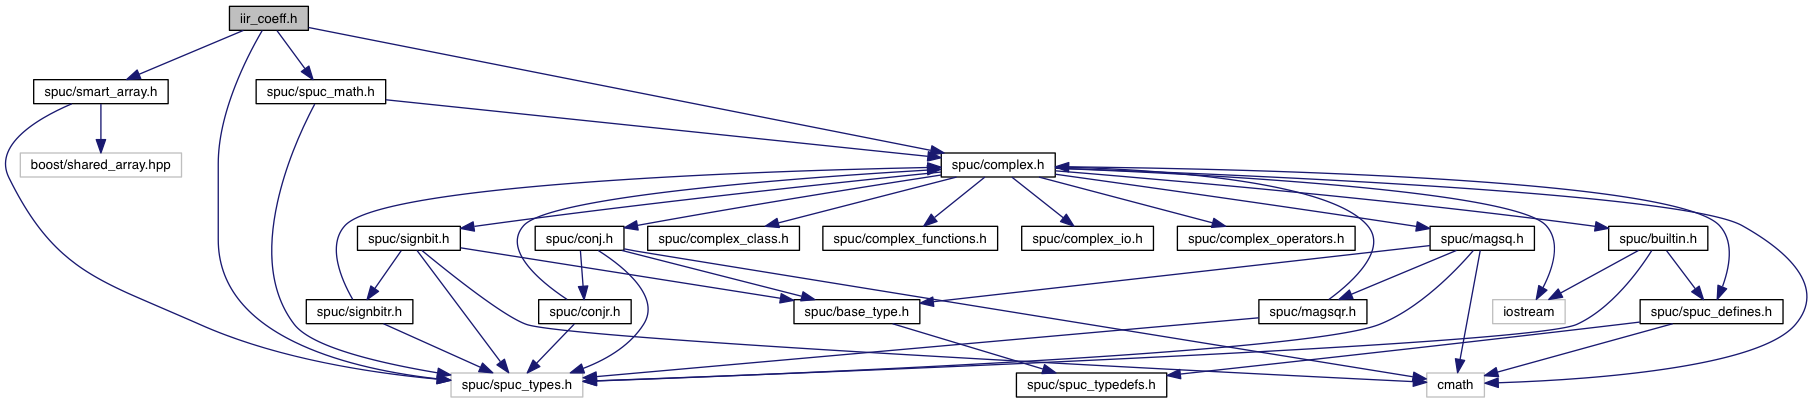 iir_coeff.h
spuc/smart_array.h
spuc/spuc_math.h
boost/shared_array.hpp
spuc/complex.h
spuc/signbit.h
spuc/conj.h
spuc/complex_class.h
spuc/complex_functions.h
spuc/complex_io.h
spuc/complex_operators.h
spuc/magsq.h
spuc/builtin.h
spuc/signbitr.h
spuc/conjr.h
spuc/base_type.h
spuc/magsqr.h
iostream
spuc/spuc_defines.h
spuc/spuc_types.h
spuc/spuc_typedefs.h
cmath